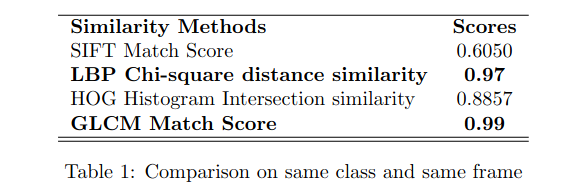 Similarity Methods Scores
SIFT Match Score 0.6050
LBP Chi-square distance similarity 0.97
HOG Histogram Intersection similarity 0.8857
GLCM Match Score 0.99
Table 1: Comparison on same class and same frame